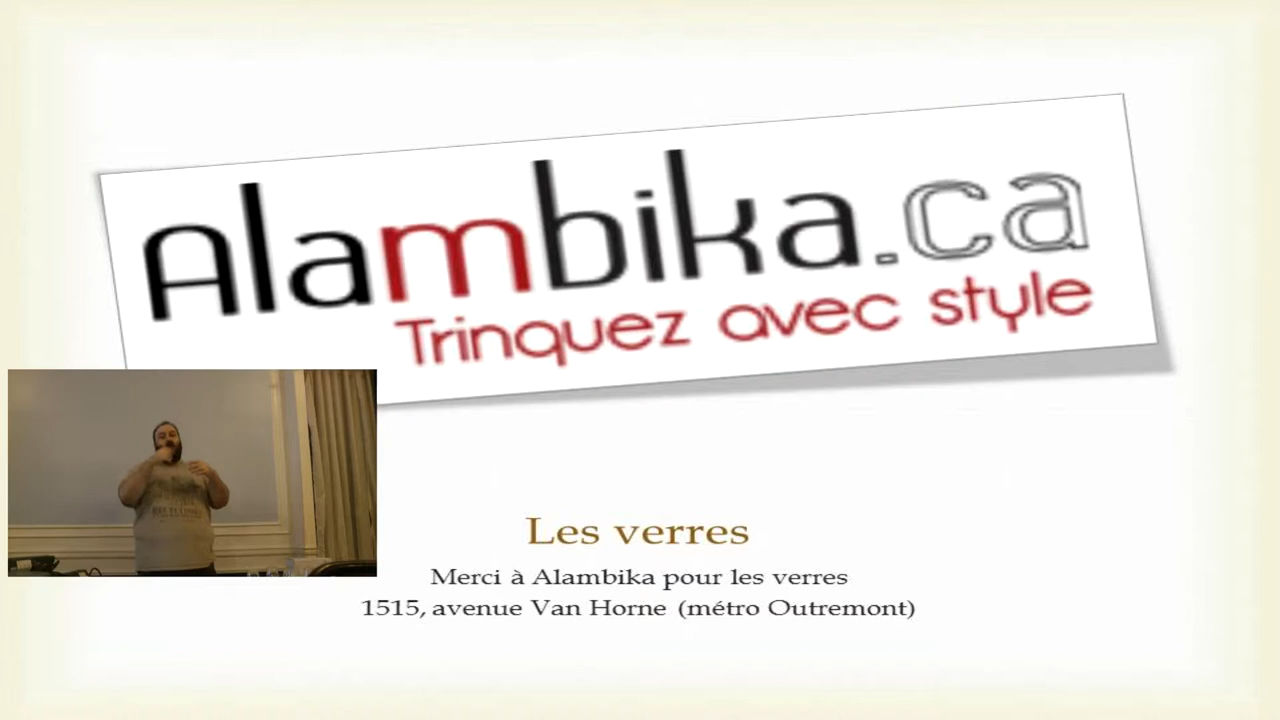 Alambika.ca
Trinquez avec style
Les verres
Merci à Alambika pour les verres
1515, avenue Van Horne (métro Outremont)